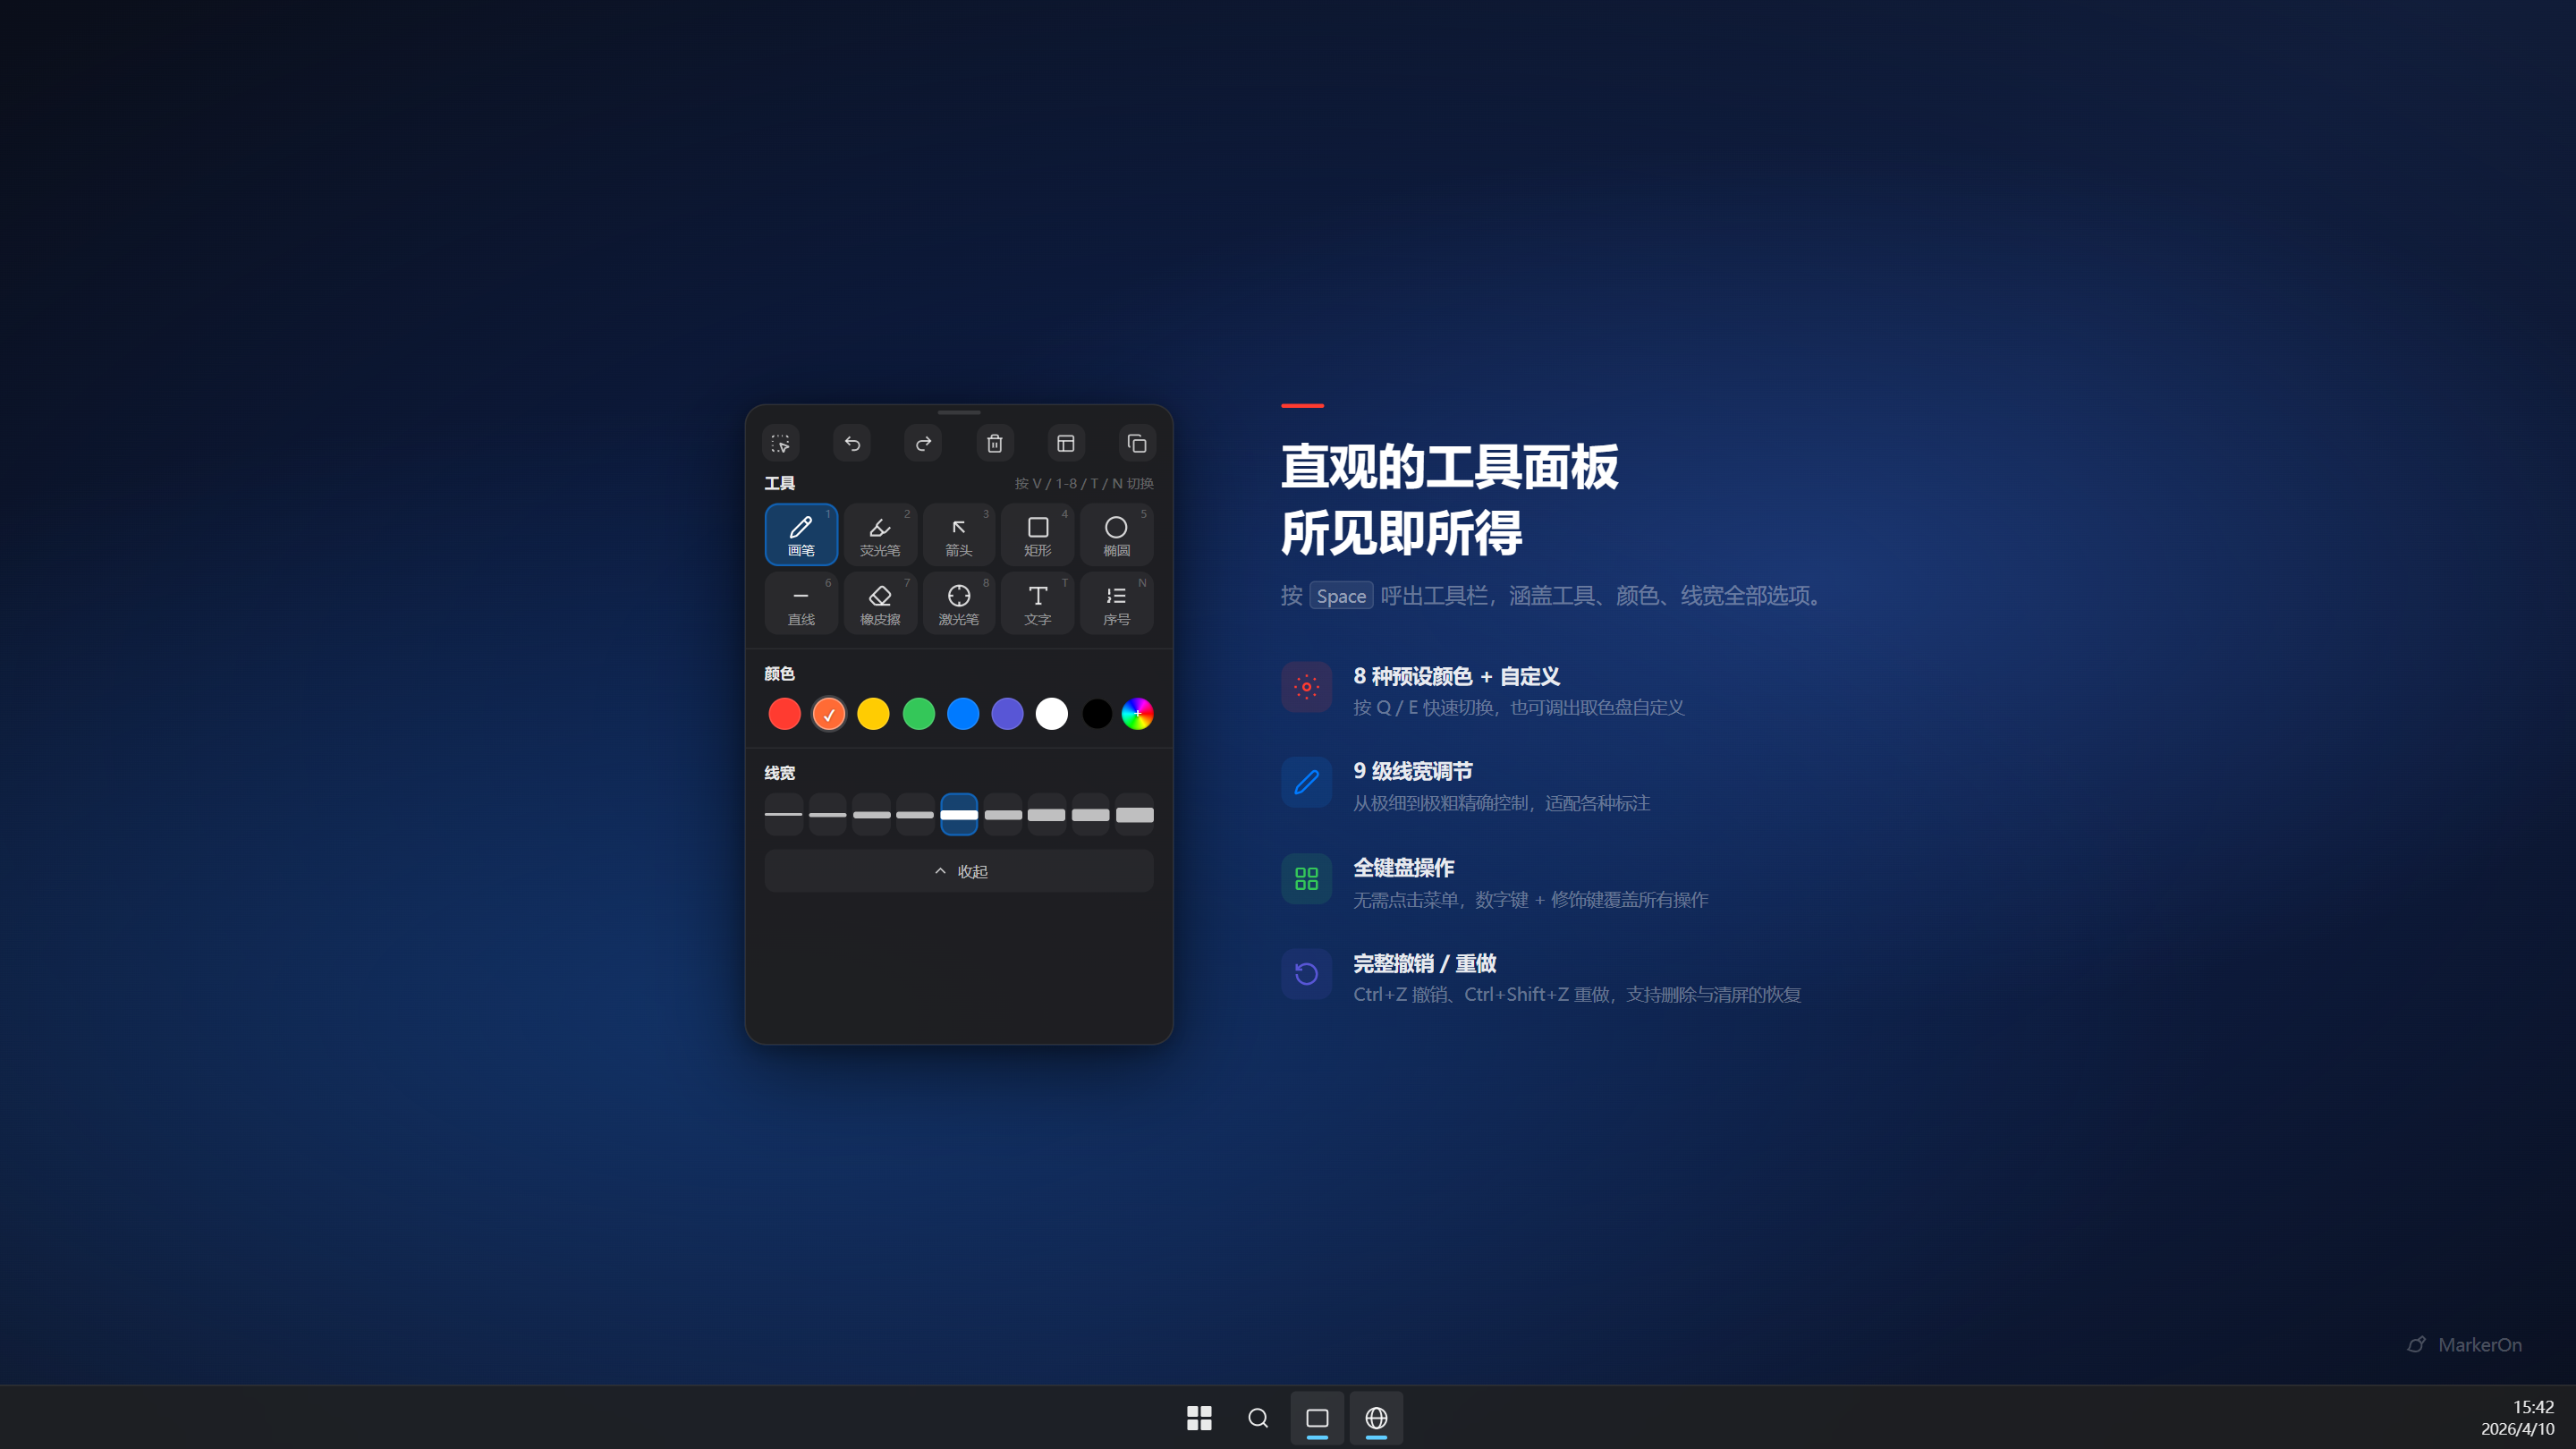 工具
按 V / 1-8 / T / N 切换
1
画笔
2
荧光笔
3
箭头
4
矩形
5
椭圆
6
直线
7
橡皮擦
8
激光笔
T
文字
N
序号
颜色
线宽
收起
直观的工具面板
所见即所得
按 Space 呼出工具栏，涵盖工具、颜色、线宽全部选项。
8 种预设颜色 + 自定义
按 Q / E 快速切换，也可调出取色盘自定义
9 级线宽调节
从极细到极粗精确控制，适配各种标注
全键盘操作
无需点击菜单，数字键 + 修饰键覆盖所有操作
完整撤销 / 重做
Ctrl+Z 撤销、Ctrl+Shift+Z 重做，支持删除与清屏的恢复
MarkerOn
15:42
2026/4/10